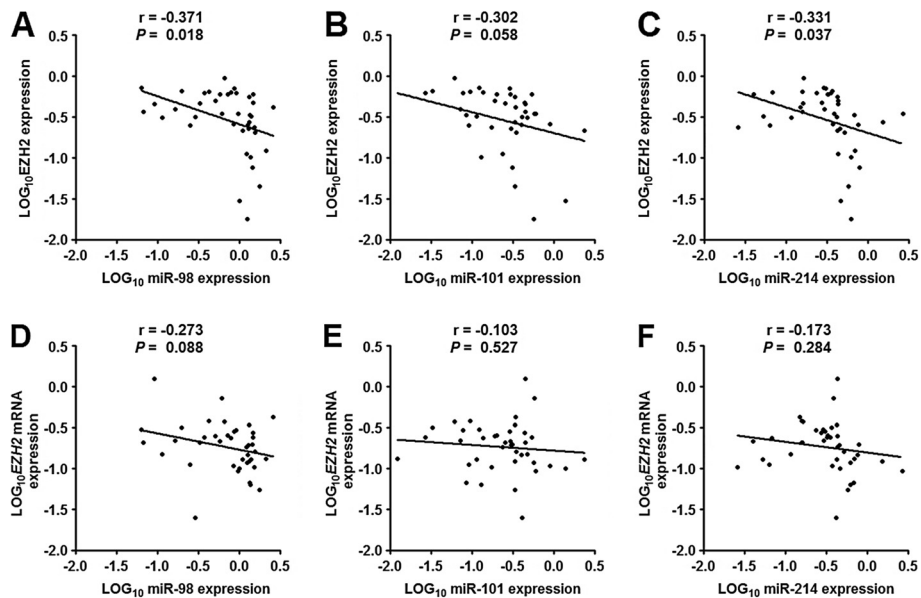 A
r = -0.371
P = 0.018
LOG10EZH2 expression
0.5
0.0
-0.5
-1.0
-1.5
-2.0
-2.0 -1.5 -1.0 -0.5 0.0 0.5
LOG10 miR-98 expression
B
r = -0.302
P = 0.058
LOG10EZH2 expression
0.5
0.0
-0.5
-1.0
-1.5
-2.0
-2.0 -1.5 -1.0 -0.5 0.0 0.5
LOG10 miR-101 expression
C
r = -0.331
P = 0.037
LOG10EZH2 expression
0.5
0.0
-0.5
-1.0
-1.5
-2.0
-2.0 -1.5 -1.0 -0.5 0.0 0.5
LOG10 miR-214 expression
D
r = -0.273
P = 0.088
LOG10EZH2 mRNA
expression
0.5
0.0
-0.5
-1.0
-1.5
-2.0
-2.0 -1.5 -1.0 -0.5 0.0 0.5
LOG10 miR-98 expression
E
r = -0.103
P = 0.527
LOG10EZH2 mRNA
expression
0.5
0.0
-0.5
-1.0
-1.5
-2.0
-2.0 -1.5 -1.0 -0.5 0.0 0.5
LOG10 miR-101 expression
F
r = -0.173
P = 0.284
LOG10EZH2 mRNA
expression
0.5
0.0
-0.5
-1.0
-1.5
-2.0
-2.0 -1.5 -1.0 -0.5 0.0 0.5
LOG10 miR-214 expression